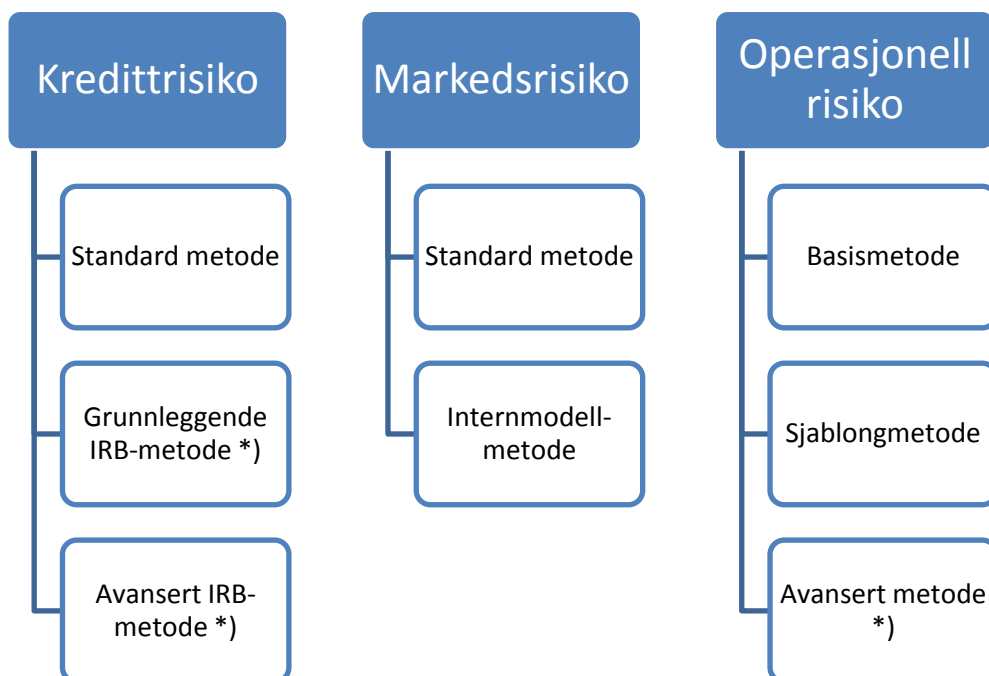 Kredittrisiko
Standard metode
Grunnleggende
IRB-metode *)
Avansert IRB-
metode *)
Markedsrisiko
Standard metode
Internmodell-
metode
Operasjonell
risiko
Basismetode
Sjablongmetode
Avansert metode
*)